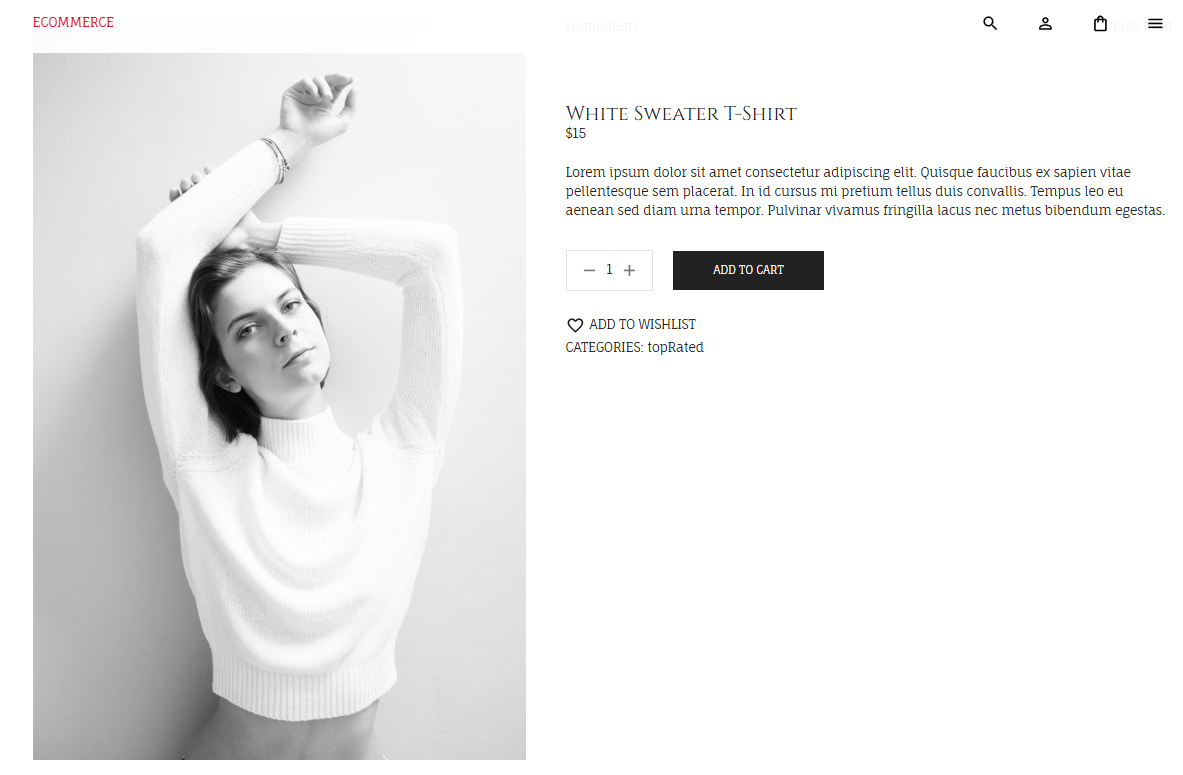 ECOMMERCE
Home/Item
Prev
White Sweater T-Shirt
$15
Lorem ipsum dolor sit amet consectetur adipiscing elit. Quisque faucibus ex sapien vitae
pellentesque sem placerat. In id cursus mi pretium tellus duis convallis. Tempus leo eu
aenean sed diam urna tempor. Pulvinar vivamus fringilla lacus nec metus bibendum egestas.
1
ADD TO CART
ADD TO WISHLIST
CATEGORIES: topRated